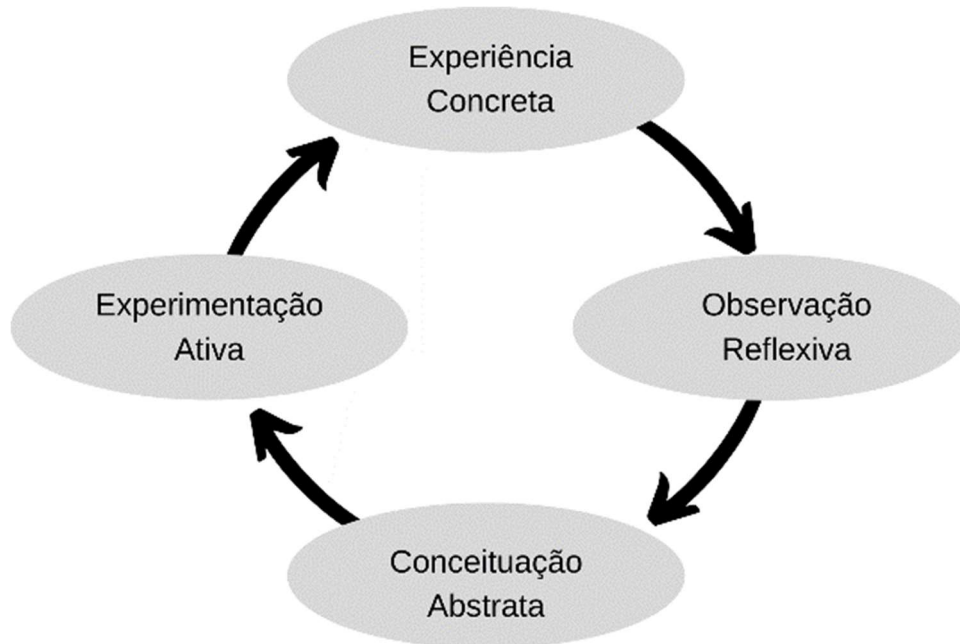 Experiência
Concreta
Experimentação
Ativa
Observação
Reflexiva
Conceituação
Abstrata